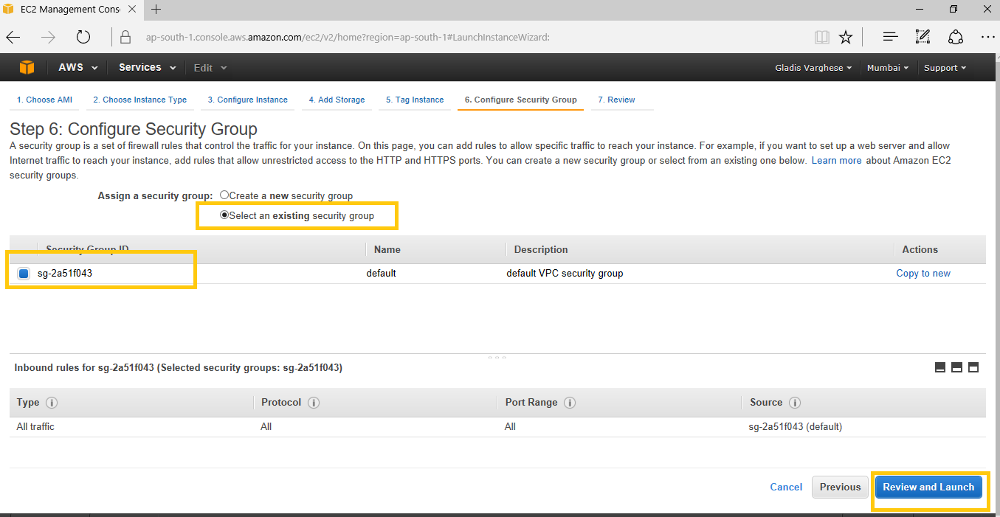 EC2 Management Cons
ap-south-1.console.aws.amazon.com/ec2/v2/home?region=ap-south-1#LaunchInstanceWizard:
AWS Services Edit Gladis Varghese Mumbai Support
1. Choose AMI 2. Choose Instance Type 3. Configure Instance 4. Add Storage 5. Tag Instance 6. Configure Security Group 7. Review
Step 6: Configure Security Group
A security group is a set of firewall rules that control the traffic for your instance. On this page, you can add rules to allow specific traffic to reach your instance. For example, if you want to set up a web server and allow
Internet traffic to reach your instance, add rules that allow unrestricted access to the HTTP and HTTPS ports. You can create a new security group or select from an existing one below. Learn more about Amazon EC2
security groups.
Assign a security group: Create a new security group
Select an existing security group
Security Group ID Name Description Actions
sg-2a51f043 default default VPC security group Copy to new
Inbound rules for sg-2a51f043 (Selected security groups: sg-2a51f043)
Type Protocol Port Range Source
All traffic All All sg-2a51f043 (default)
Cancel Previous Review and Launch